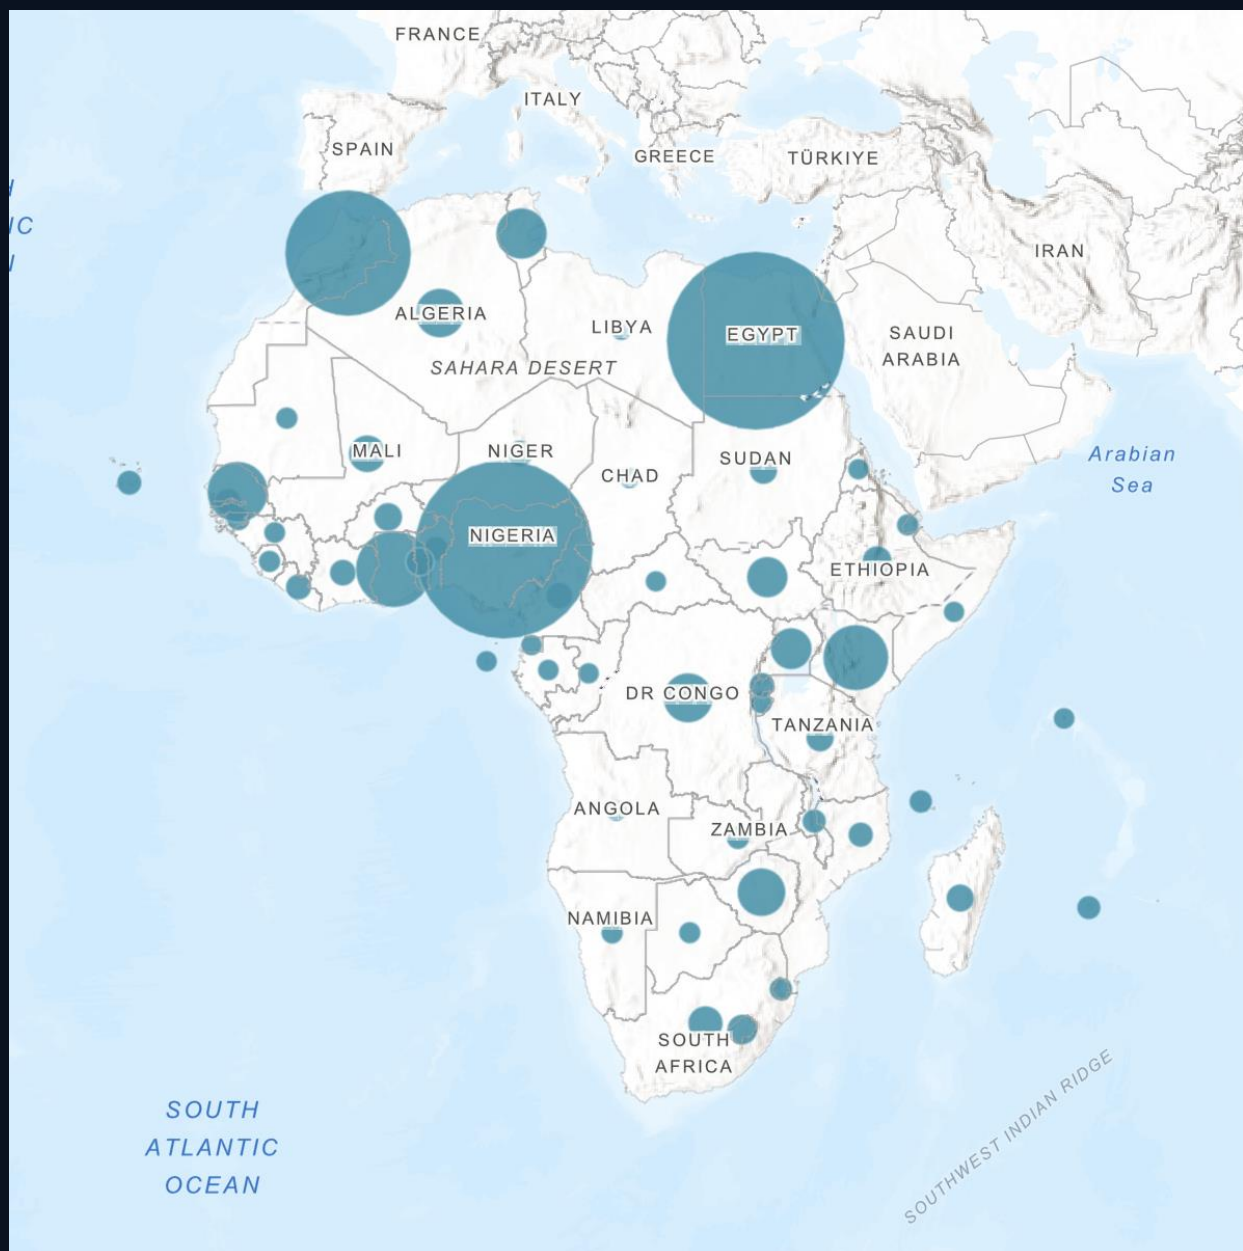 FRANCE
ITALY
SPAIN
GREECE
TÜRKIYE
IC
IRAN
ALGERIA
LIBYA
EGYPT
SAUDI
ARABIA
SAHARA DESERT
MALI
NIGER
CHAD
SUDAN
Arabian
Sea
NIGERIA
ETHIOPIA
DR CONGO
TANZANIA
ANGOLA
ZAMBIA
NAMIBIA
SOUTH
AFRICA
SOUTH
ATLANTIC
OCEAN
SOUTHWEST INDIAN RIDGE